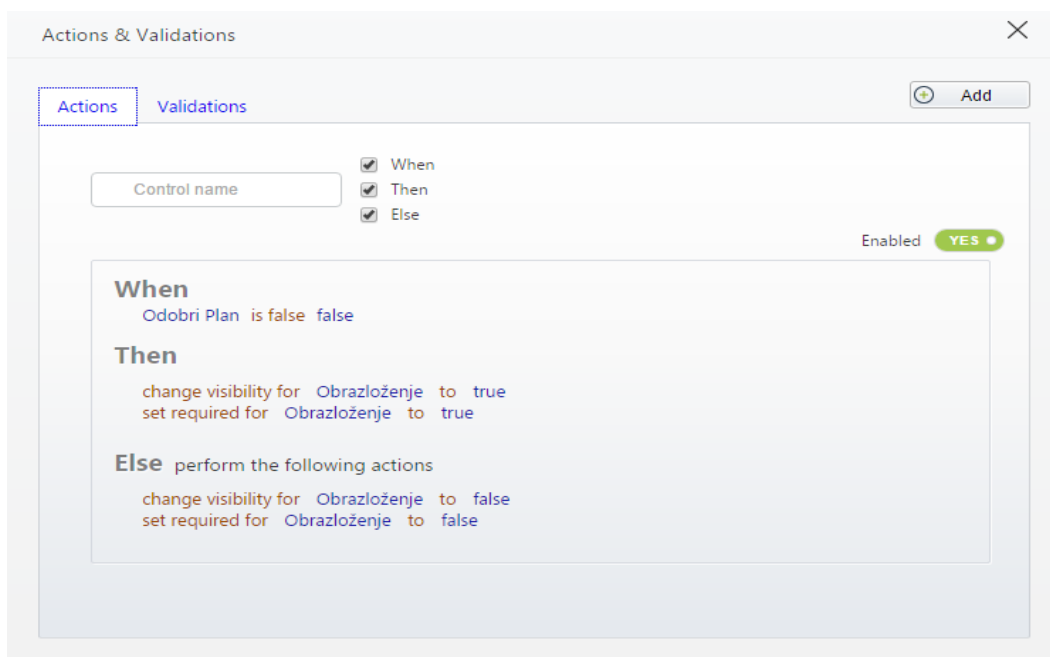 Actions & Validations
Actions Validations
Add
When
Control name
Then
Else
Enabled YES
When
Odobri Plan is false false
Then
change visibility for Obrazloženje to true
set required for Obrazloženje to true
Else perform the following actions
change visibility for Obrazloženje to false
set required for Obrazloženje to false